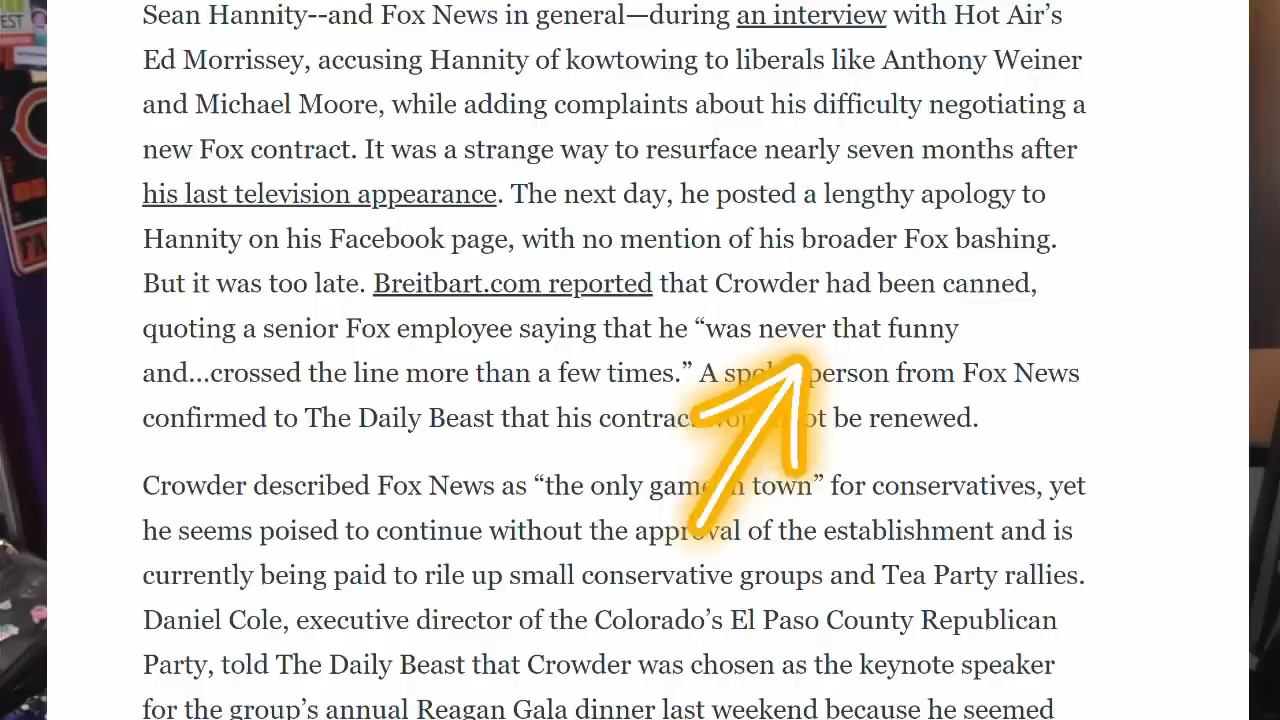 Sean Hannity--and Fox News in general—during an interview with Hot Air’s
Ed Morrissey, accusing Hannity of kowtowing to liberals like Anthony Weiner
and Michael Moore, while adding complaints about his difficulty negotiating a
new Fox contract. It was a strange way to resurface nearly seven months after
his last television appearance. The next day, he posted a lengthy apology to
Hannity on his Facebook page, with no mention of his broader Fox bashing.
But it was too late. Breitbart.com reported that Crowder had been canned,
quoting a senior Fox employee saying that he “was never that funny
and...crossed the line more than a few times.” A spokesperson from Fox News
confirmed to The Daily Beast that his contract would not be renewed.
Crowder described Fox News as “the only game in town” for conservatives, yet
he seems poised to continue without the approval of the establishment and is
currently being paid to rile up small conservative groups and Tea Party rallies.
Daniel Cole, executive director of the Colorado’s El Paso County Republican
Party, told The Daily Beast that Crowder was chosen as the keynote speaker
for the group’s annual Reagan Gala dinner last weekend because he seemed